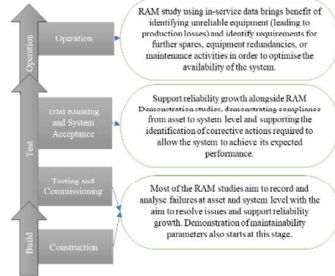 RAM study using in-service data brings benefit of
identifying unreliable equipment (leading to
production losses) and identify requirements for
further spares, equipment redundancies, or
maintenance activities in order to optimise the
availability of the system.
Operation
Operation
Support reliability growth alongside RAM
Demonstration studies, demonstrating compliance
from asset to system level and supporting the
identification of corrective actions required to
allow the system to achieve its expected
performance.
Trial Running
and System
Acceptance
Test
Testing and
Commissioning
Most of the RAM studies aim to record and
analyse failures at asset and system level with the
aim to resolve issues and support reliability
growth. Demonstration of maintainability
parameters also starts at this stage.
Build
Construction